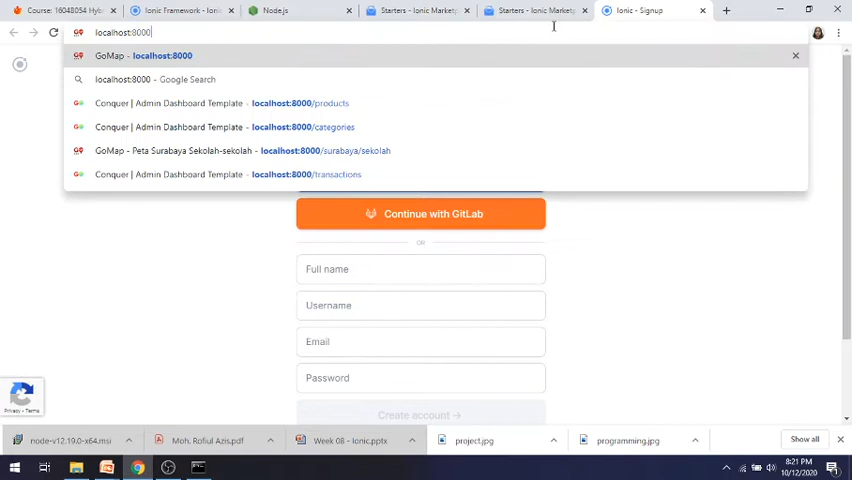 Course: 16048054 Hyb
Ionic Framework - Ioni
Node.js
Starters - Ionic Marketp
Starters - Ionic Marketp
Ionic - Signup
localhost:8000
GoMap - localhost:8000
localhost:8000 - Google Search
Conquer | Admin Dashboard Template - localhost:8000/products
Conquer | Admin Dashboard Template - localhost:8000/categories
GoMap - Peta Surabaya Sekolah-sekolah - localhost:8000/surabaya/sekolah
Conquer | Admin Dashboard Template - localhost:8000/transactions
Continue with GitLab
OR
Full name
Username
Email
Password
Create account →
Privacy - Terms
node-v12.19.0-x64.msi
Moh. Rofiul Azis.pdf
Week 08 - Ionic.pptx
project.jpg
programming.jpg
Show all
8:21 PM
10/12/2020